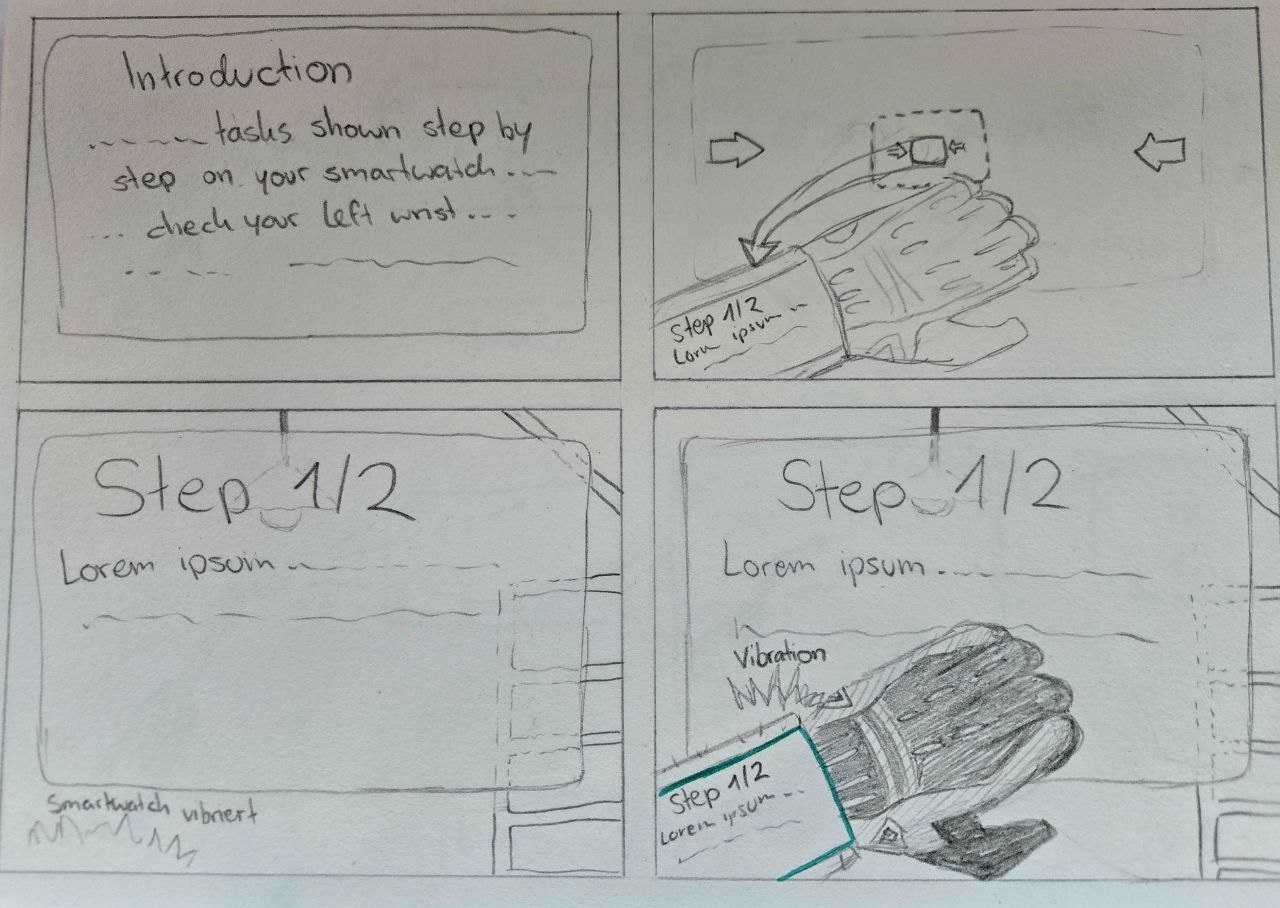 Introduction
tasks shown step by
step on your smartwatch...
... check your left wrist...
Step 1/2
Lorm ipsum
Step 1/2
Lorem ipsum
Smartwatch vibriert
Step 1/2
Lorem ipsum
Vibration
Step 1/2
Lorem ipsum